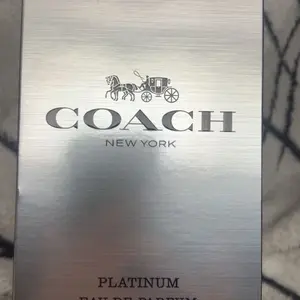 COACH
NEW YORK
PLATINUM
EAU DE PARFUM